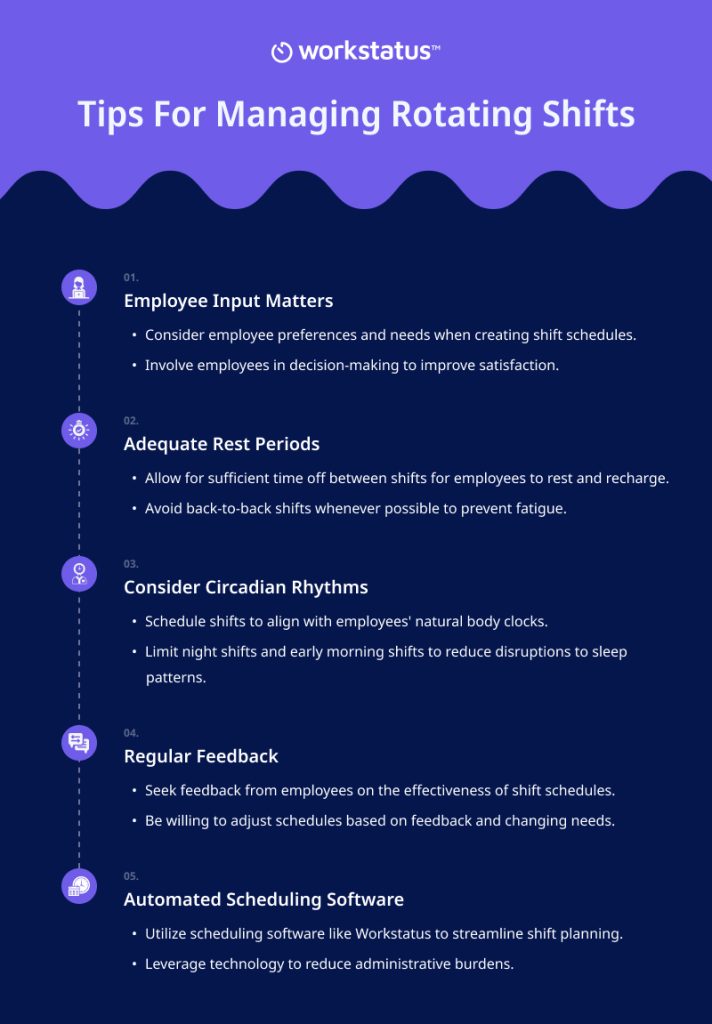 workstatus™
Tips For Managing Rotating Shifts
01.
Employee Input Matters
• Consider employee preferences and needs when creating shift schedules.
• Involve employees in decision-making to improve satisfaction.
02.
Adequate Rest Periods
• Allow for sufficient time off between shifts for employees to rest and recharge.
• Avoid back-to-back shifts whenever possible to prevent fatigue.
03.
Consider Circadian Rhythms
• Schedule shifts to align with employees' natural body clocks.
• Limit night shifts and early morning shifts to reduce disruptions to sleep
patterns.
04.
Regular Feedback
• Seek feedback from employees on the effectiveness of shift schedules.
• Be willing to adjust schedules based on feedback and changing needs.
05.
Automated Scheduling Software
• Utilize scheduling software like Workstatus to streamline shift planning.
• Leverage technology to reduce administrative burdens.